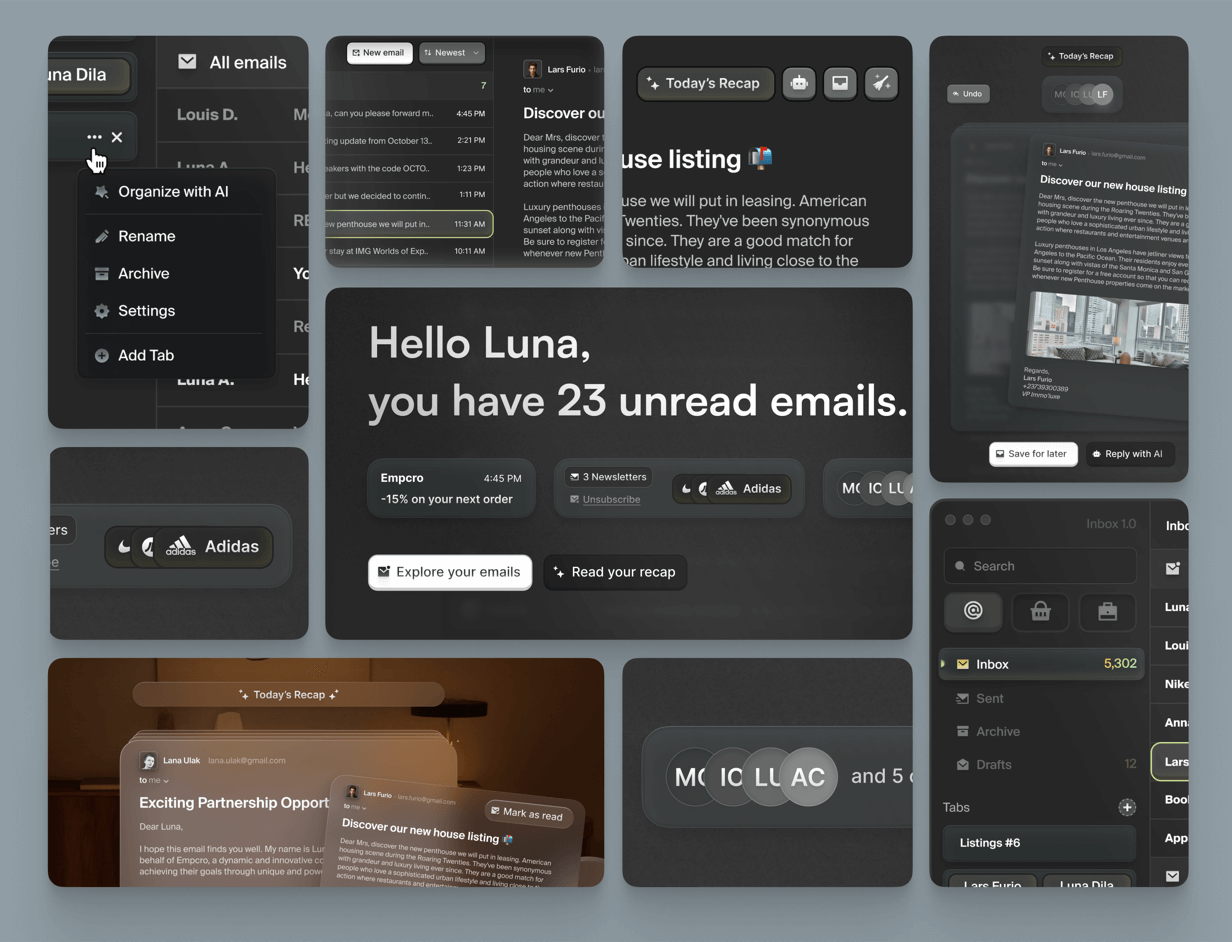 una Dila
All emails
Louis D.
Luna A.
Organize with AI
Rename
Archive
Settings
Add Tab
Luna A.
He
New email
Newest
7
a, can you please forward m..
4:45 PM
ing update from October 13..
2:21 PM
eakers with the code OCTO..
1:23 PM
er but we decided to contin..
1:11 PM
ew penthouse we will put in..
11:31 AM
r stay at IMG Worlds of Exp..
10:11 AM
Lars Furio - lars
to me
Discover ou
Dear Mrs, discover t
housing scene during
with grandeur and lu
people who love a s
action where restau
Luxury penthouses i
Angeles to the Pacif
sunset along with vis
Be sure to register f
whenever new Pent
Today's Recap
use listing
use we will put in leasing. American
Twenties. They've been synonymous
since. They are a good match for
ban lifestyle and living close to the
Today's Recap
Undo
MC IC LU LF
Lars Furio - lars.furio@gmail.com
to me
Discover our new house listing
Dear Mrs, discover the new penthouse we will put in le
housing scene during the Roaring Twenties. They've bee
with grandeur and luxury living ever since. They are a g
people who love a sophisticated urban lifestyle and livi
action where restaurants and entertainment venues ar
Luxury penthouses in Los Angeles have jetliner views f
Angeles to the Pacific Ocean. Their residents enjoy eve
sunset along with vistas of the Santa Monica and San G
Be sure to register for a free account so that you can rec
whenever new Penthouse properties come on the marke
Regards,
Lars Furio
+23739300389
VP Immo'luxe
Save for later
Reply with AI
Hello Luna,
you have 23 unread emails.
Empcro
4:45 PM
-15% on your next order
3 Newsletters
Unsubscribe
adidas
Adidas
MC IC LU A
Explore your emails
Read your recap
ers
e
adidas
Adidas
Today's Recap
Lana Ulak lana.ulak@gmail.com
to me
Exciting Partnership Opport
Dear Luna,
I hope this email finds you well. My name is Lun
behalf of Empcro, a dynamic and innovative co
achieving their goals through unique and powe
Lars Furio - lars.furio@gmail.com
to me
Mark as read
Discover our new house listing
Dear Mrs, discover the new penthouse we will put in leasing. American
housing scene during the Roaring Twenties. They've been synonymous
with grandeur and luxury living ever since. They are a good match for
people who love a sophisticated urban lifestyle and living close to the
action where restaurants and entertainm
MC IC LU AC
and 5 o
Inbox 1.0
Search
Inbox
5,302
Sent
Archive
Drafts
12
Tabs
Listings #6
Lars Furio
Luna Dila
Inbo
Luna
Loui
Nike
Anna
Lars
Bool
App